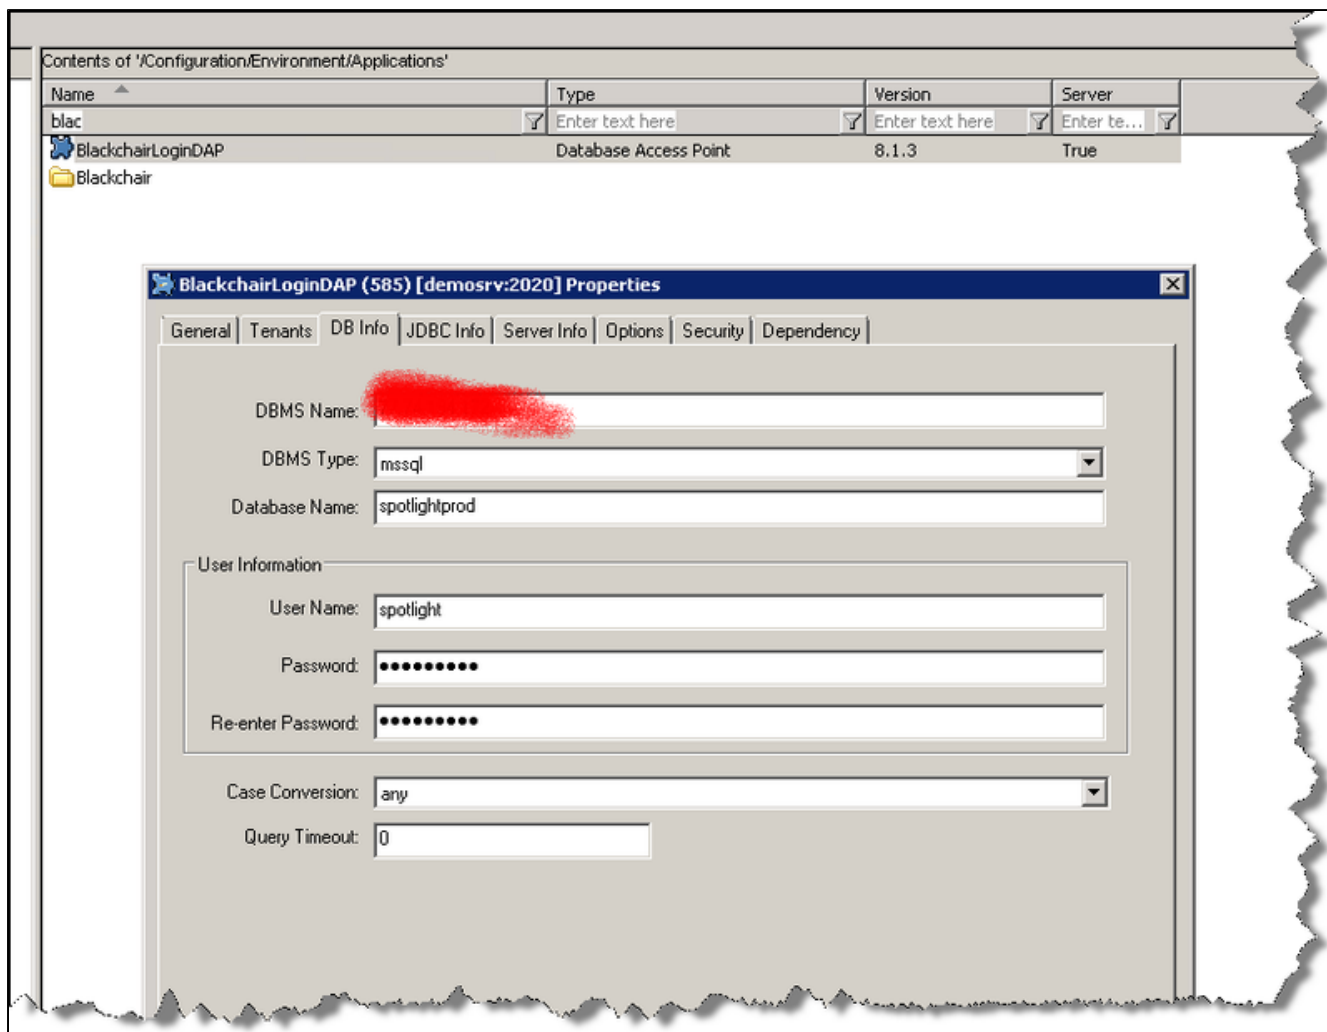 Contents of '/Configuration/Environment/Applications'
Name Type Version Server
blac Enter text here Enter text here Enter te...
BlackchairLoginDAP Database Access Point 8.1.3 True
Blackchair
BlackchairLoginDAP (585) [demosrv:2020] Properties
General Tenants DB Info JDBC Info Server Info Options Security Dependency
DBMS Name:
DBMS Type: mssql
Database Name: spotlightprod
User Information
User Name: spotlight
Password: ●●●●●●●●●
Re-enter Password: ●●●●●●●●●
Case Conversion: any
Query Timeout: 0